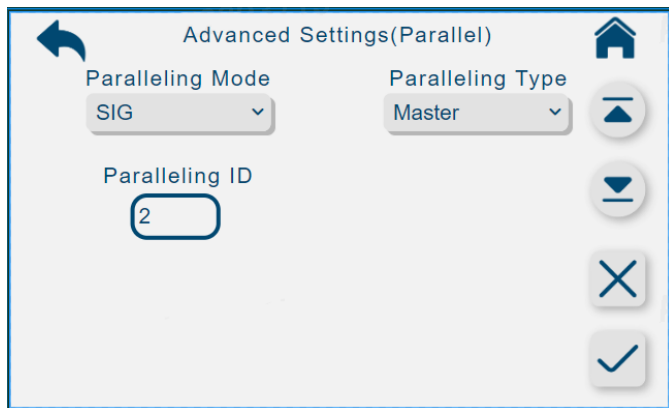 Advanced Settings(Parallel)
Paralleling Mode
Paralleling Type
SIG
Master
Paralleling ID
2